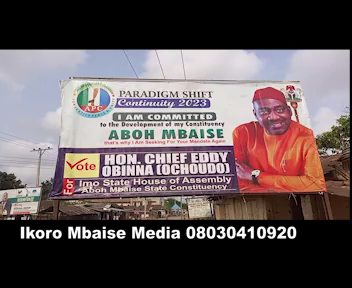 PARADIGM SHIFT
Continuity 2023
APC
I AM COMMITTED
to the Development of my Constituency
ABOH MBAISE
that's why I Am Seeking For Your Mandate Again
Vote
For
HON. CHIEF EDDY
OBINNA (OCHOUDO)
Imo State House of Assembly
Aboh Mbaise State Constituency
Ikoro Mbaise Media 08030410920